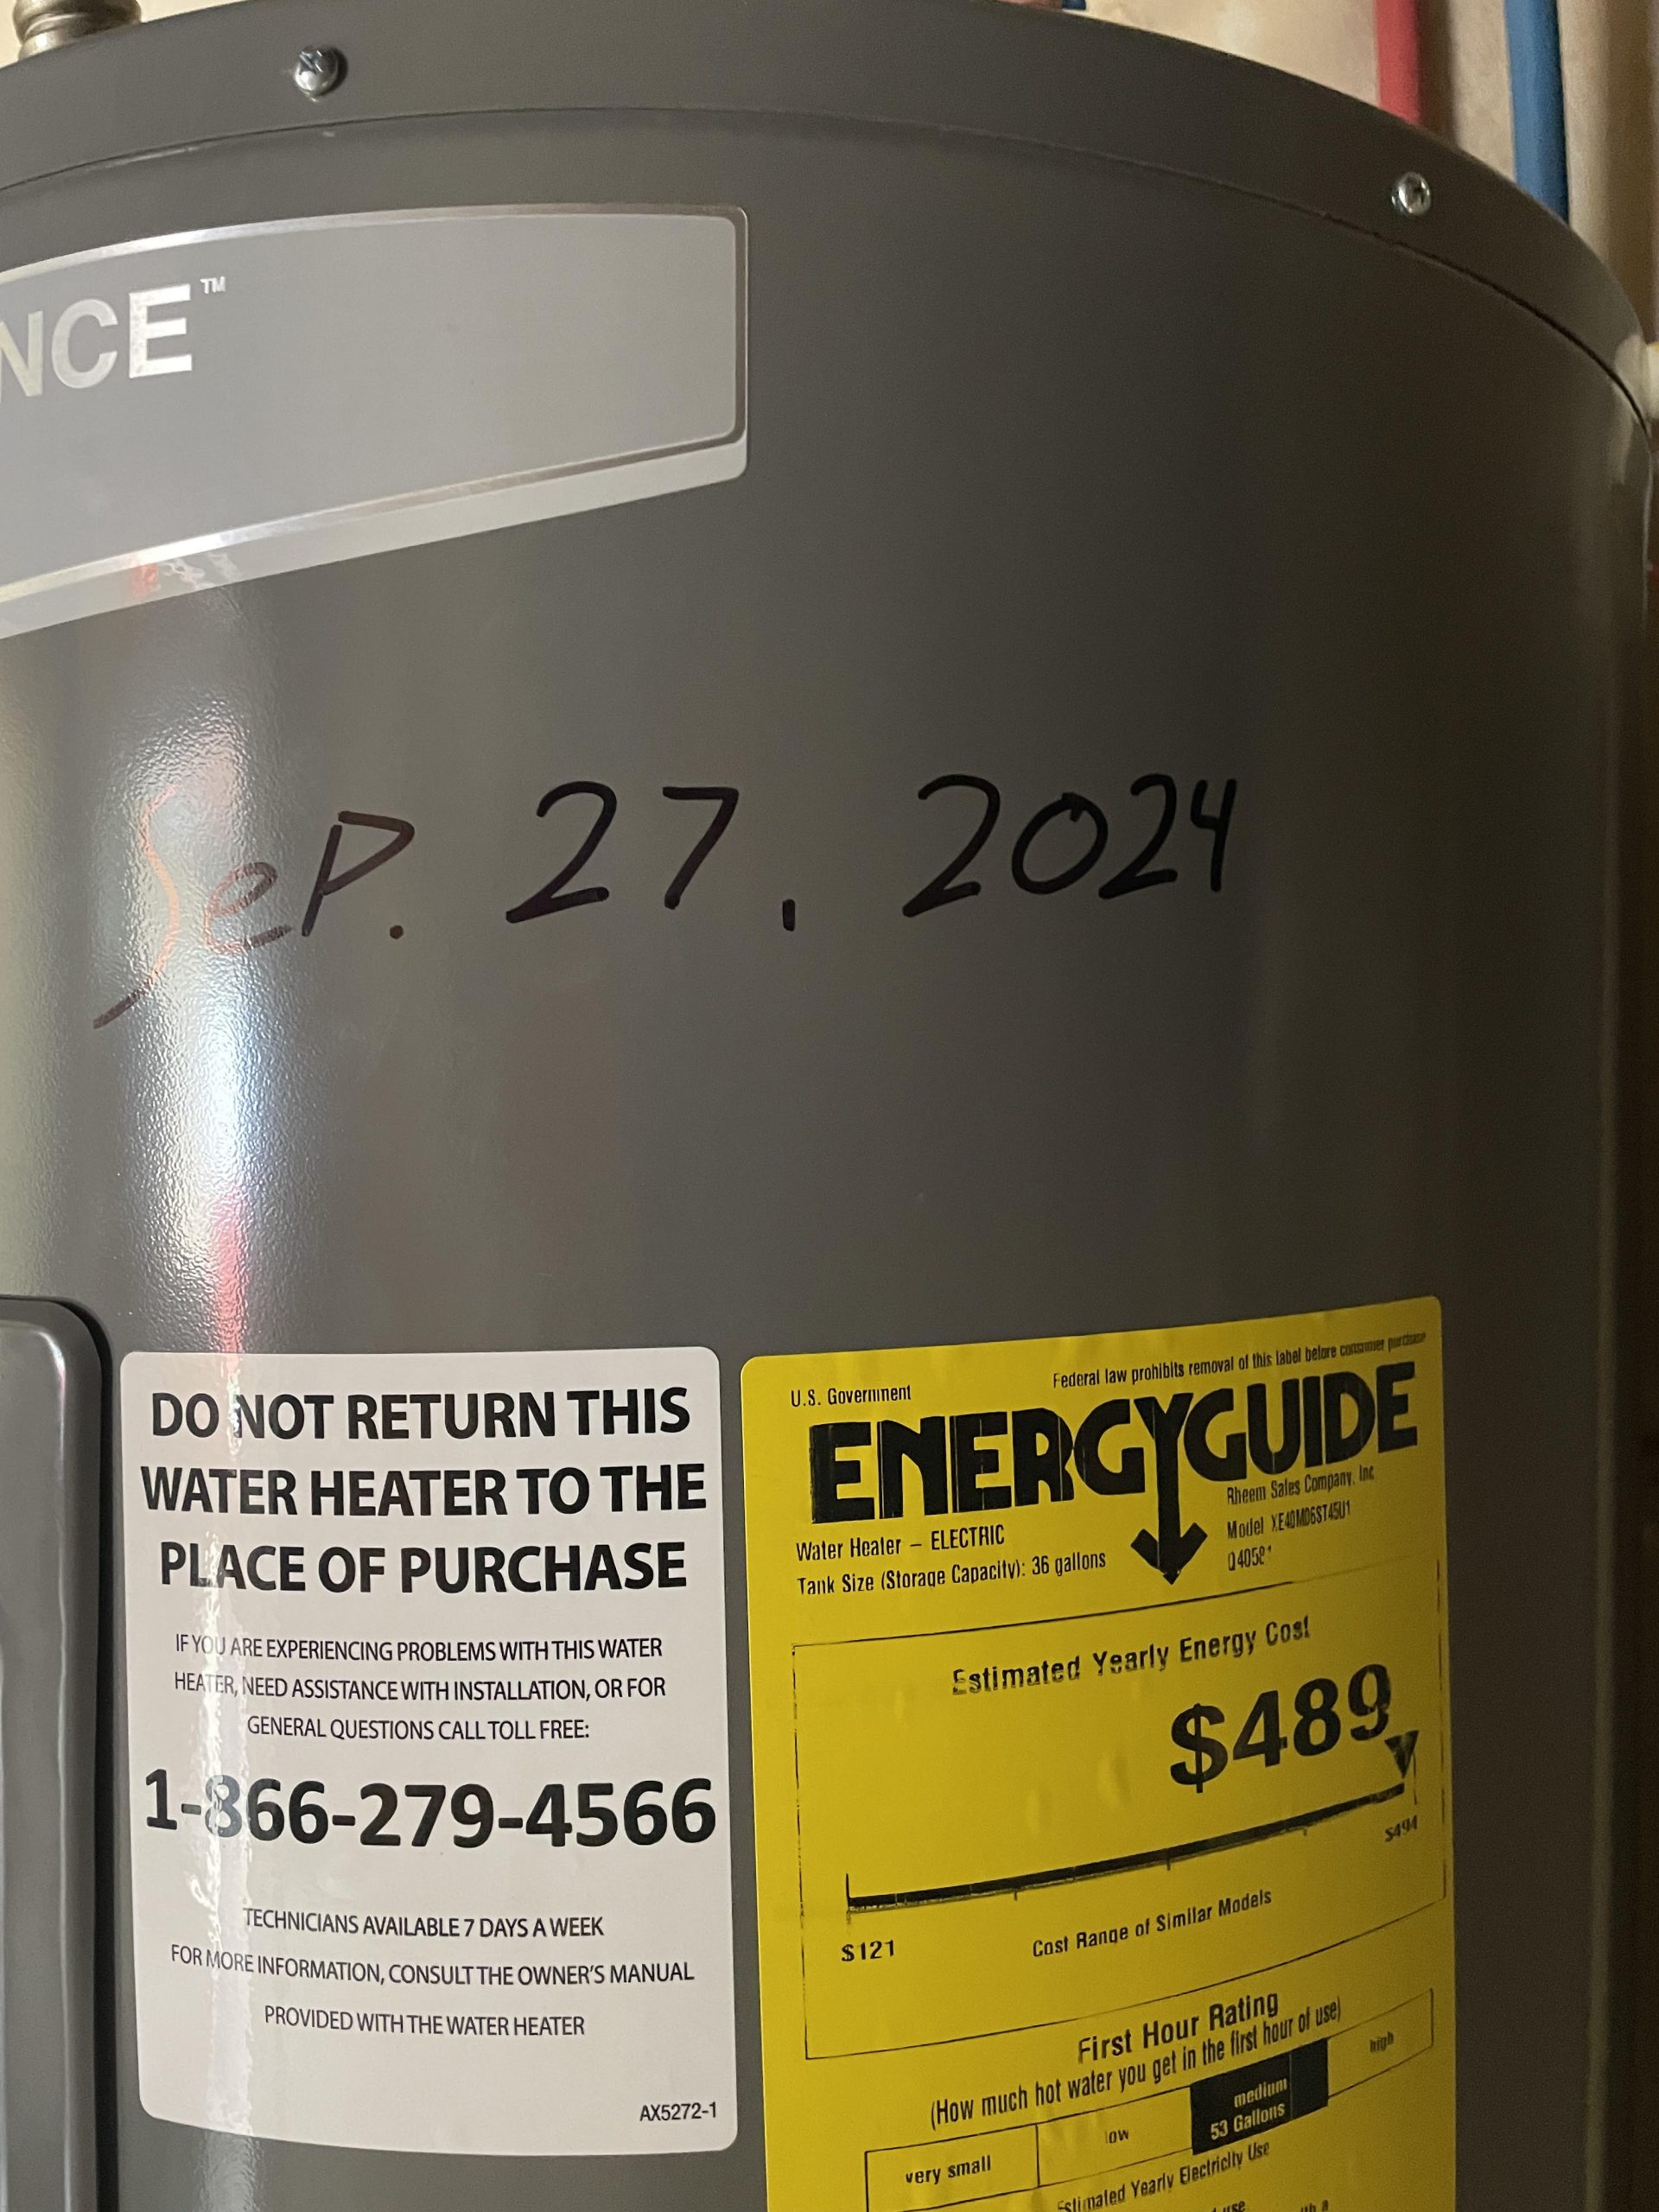 NCE™
Sep. 27, 2024
DO NOT RETURN THIS
WATER HEATER TO THE
PLACE OF PURCHASE
IF YOU ARE EXPERIENCING PROBLEMS WITH THIS WATER
HEATER, NEED ASSISTANCE WITH INSTALLATION, OR FOR
GENERAL QUESTIONS CALL TOLL FREE:
1-866-279-4566
TECHNICIANS AVAILABLE 7 DAYS A WEEK
FOR MORE INFORMATION, CONSULT THE OWNER'S MANUAL
PROVIDED WITH THE WATER HEATER
AX5272-1
U.S. Government
Federal law prohibits removal of this label before consumer purchase
ENERGYGUIDE
Water Heater – ELECTRIC
Tank Size (Storage Capacity): 36 gallons
Rheem Sales Company, Inc
Model XE40M06ST45U1
Estimated Yearly Energy Cost
$489
$494
$121
Cost Range of Similar Models
First Hour Rating
(How much hot water you get in the first hour of use)
very small
low
medium
53 Gallons
high
Estimated Yearly Electricity Use